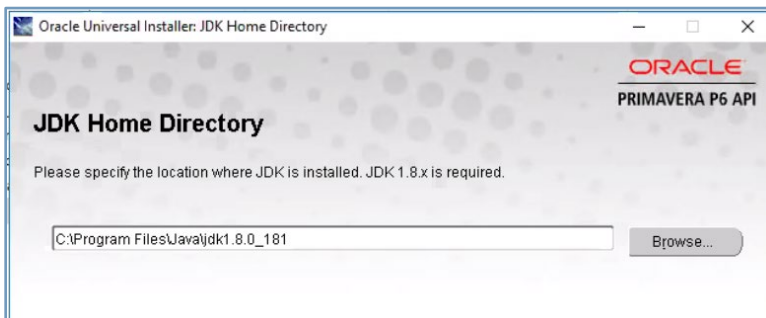 Oracle Universal Installer: JDK Home Directory
ORACLE
PRIMAVERA P6 API
JDK Home Directory
Please specify the location where JDK is installed. JDK 1.8.x is required.
C:\Program Files\Java\jdk1.8.0_181
Browse...